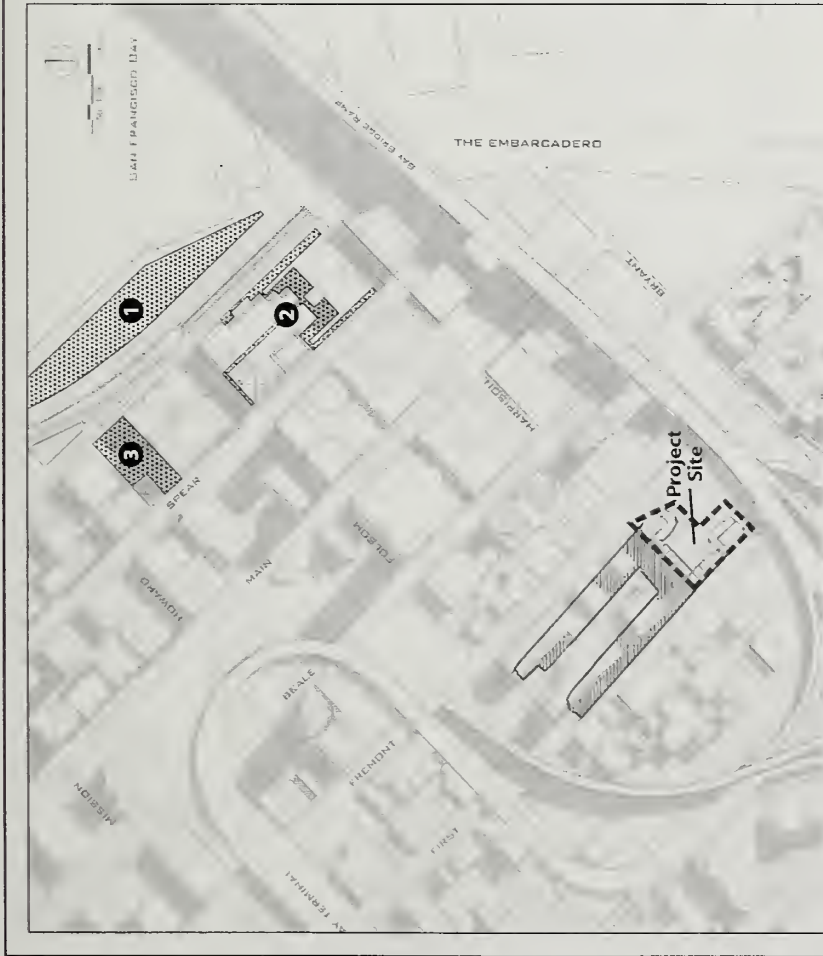 SAN FRANCISCO BAY
THE EMBARCADERO
BAY BRIDGE RAMP
BRYANT
1
2
3
SPEAR
HARRISON
HOWARD
MAIN
FOLSOM
Project
Site
BEALE
MISSION
FREMONT
FIRST
AY TERMINAL